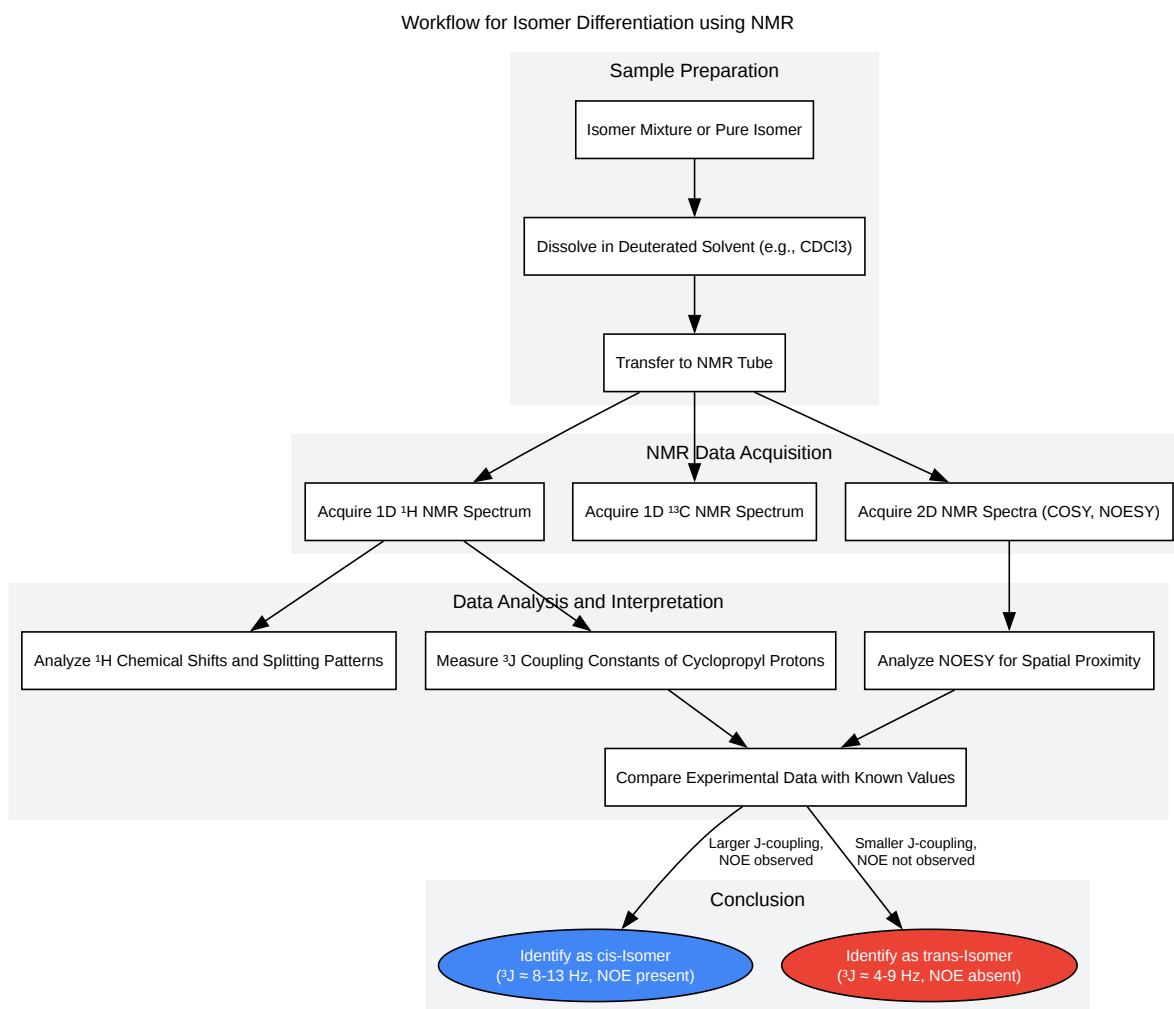 Workflow for Isomer Differentiation using NMR
Sample Preparation
Isomer Mixture or Pure Isomer
Dissolve in Deuterated Solvent (e.g., CDCl3)
Transfer to NMR Tube
NMR Data Acquisition
Acquire 1D ¹H NMR Spectrum
Acquire 1D ¹³C NMR Spectrum
Acquire 2D NMR Spectra (COSY, NOESY)
Data Analysis and Interpretation
Analyze ¹H Chemical Shifts and Splitting Patterns
Measure ³J Coupling Constants of Cyclopropyl Protons
Analyze NOESY for Spatial Proximity
Compare Experimental Data with Known Values
Larger J-coupling,
NOE observed
Smaller J-coupling,
NOE not observed
Conclusion
Identify as cis-Isomer
(³J ≈ 8-13 Hz, NOE present)
Identify as trans-Isomer
(³J ≈ 4-9 Hz, NOE absent)